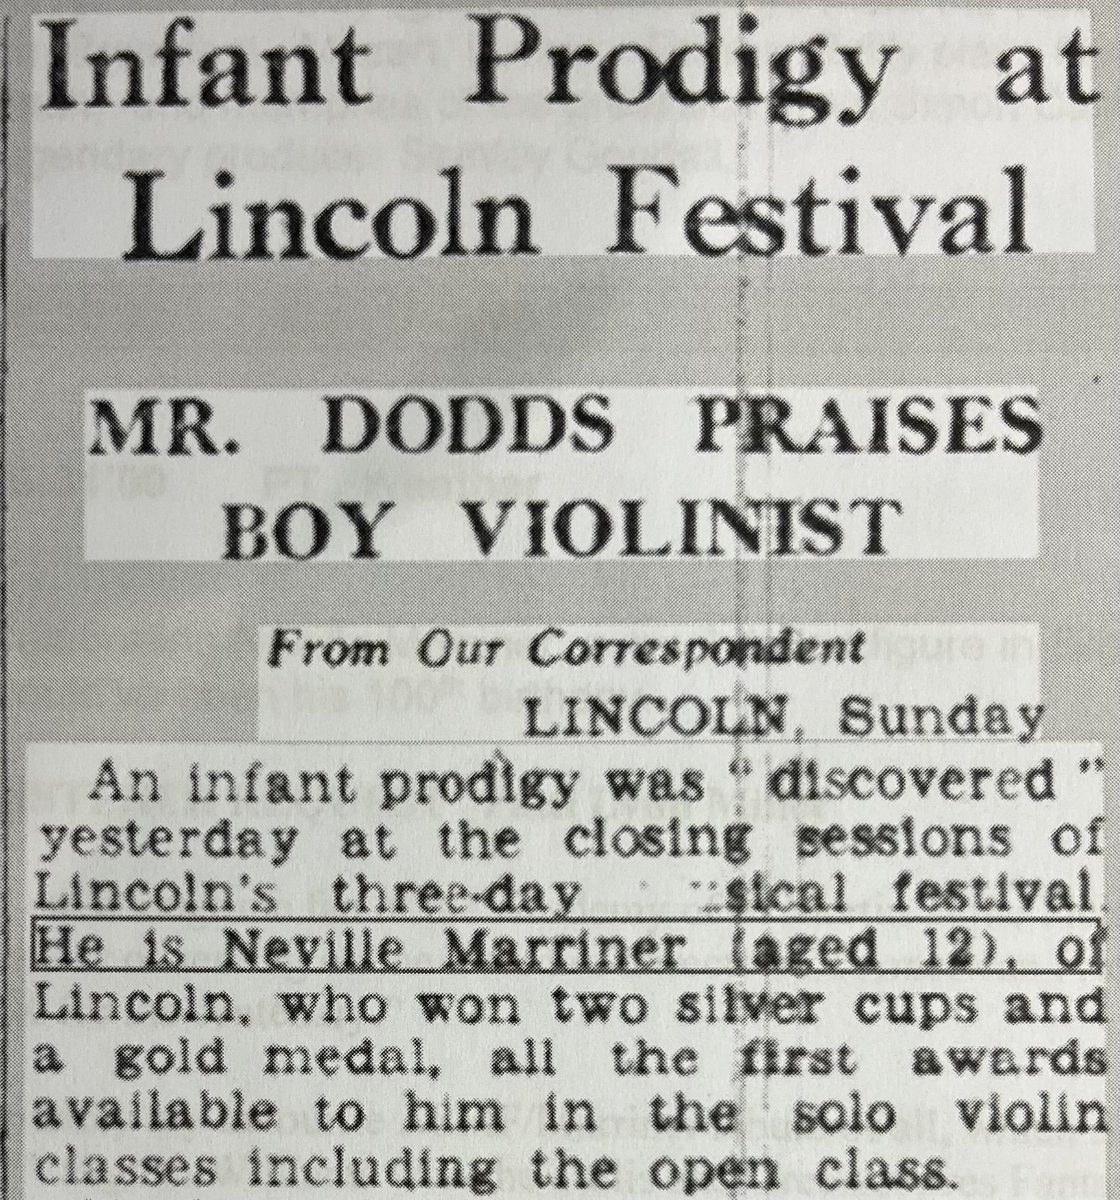 Infant Prodigy at
Lincoln Festival
MR. DODDS PRAISES
BOY VIOLINIST
From Our Correspondent
LINCOLN, Sunday
An infant prodigy was "discovered"
yesterday at the closing sessions of
Lincoln's three-day festival.
He is Neville Marriner (aged 12), of
Lincoln, who won two silver cups and
a gold medal, all the first awards
available to him in the solo violin
classes including the open class.